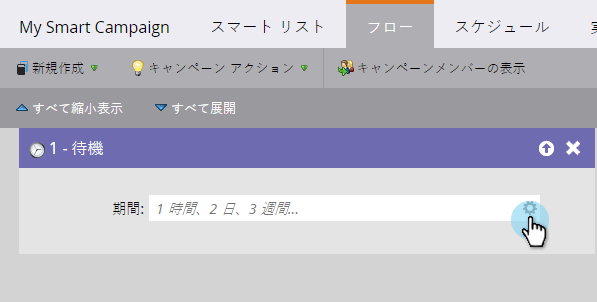 My Smart Campaign スマート リスト フロー スケジュール
新規作成 キャンペーン アクション キャンペーンメンバーの表示
すべて縮小表示 すべて展開
1 - 待機
期間: 1 時間、2 日、3 週間...